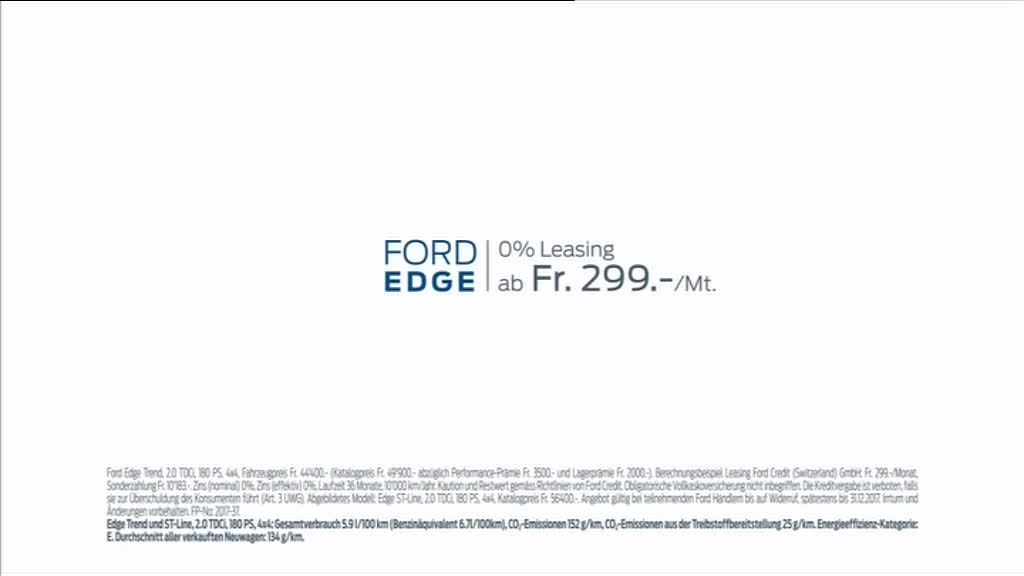 FORD
EDGE
0% Leasing
ab Fr. 299.-/Mt.
Ford Edge Trend, 2.0 TDCi, 180 PS, 4x4, Fahrzeugpreis Fr. 44'400.- (Katalogpreis Fr. 49'900.- abzüglich Performance-Prämie Fr. 3500.- und Lagerprämie Fr. 2000.-). Berechnungsbeispiel Leasing Ford Credit (Switzerland) GmbH: Fr. 299.-/Monat,
Sonderzahlung Fr. 10'183.- Zins (nominal) 0%, Zins (effektiv) 0%, Laufzeit 36 Monate, 10'000 km/Jahr. Kaution und Restwert gemäss Richtlinien von Ford Credit. Obligatorische Vollkaskoversicherung nicht inbegriffen. Die Kreditvergabe ist verboten, falls
sie zur Überschuldung des Konsumenten führt (Art. 3 UWG). Abgebildetes Modell: Edge ST-Line, 2.0 TDCi, 180 PS, 4x4, Katalogpreis Fr. 56'400.-. Angebot gültig bei teilnehmenden Ford Händlern bis auf Widerruf, spätestens bis 31.12.2017. Irrtum und
Änderungen vorbehalten. FP-No: 2017-37.
Edge Trend und ST-Line, 2.0 TDCi, 180 PS, 4x4: Gesamtverbrauch 5.9 l/100 km (Benzinäquivalent 6.7l/100km), CO₂-Emissionen 152 g/km, CO₂-Emissionen aus der Treibstoffbereitstellung 25 g/km. Energieeffizienz-Kategorie:
E. Durchschnitt aller verkauften Neuwagen: 134 g/km.